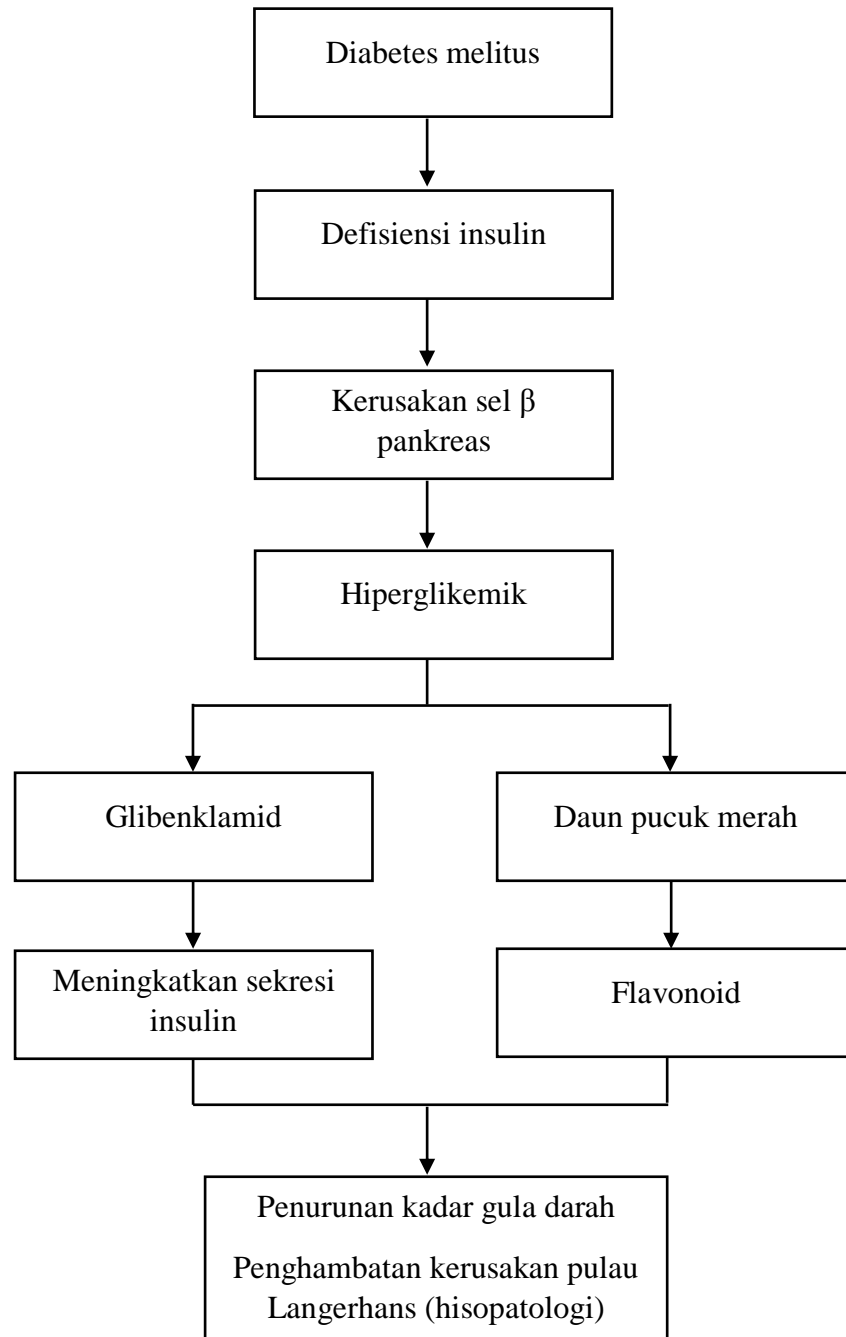 Diabetes melitus
Defisiensi insulin
Kerusakan sel β
pankreas
Hiperglikemik
Glibenklamid
Daun pucuk merah
Meningkatkan sekresi
insulin
Flavonoid
Penurunan kadar gula darah
Penghambatan kerusakan pulau
Langerhans (hisopatologi)